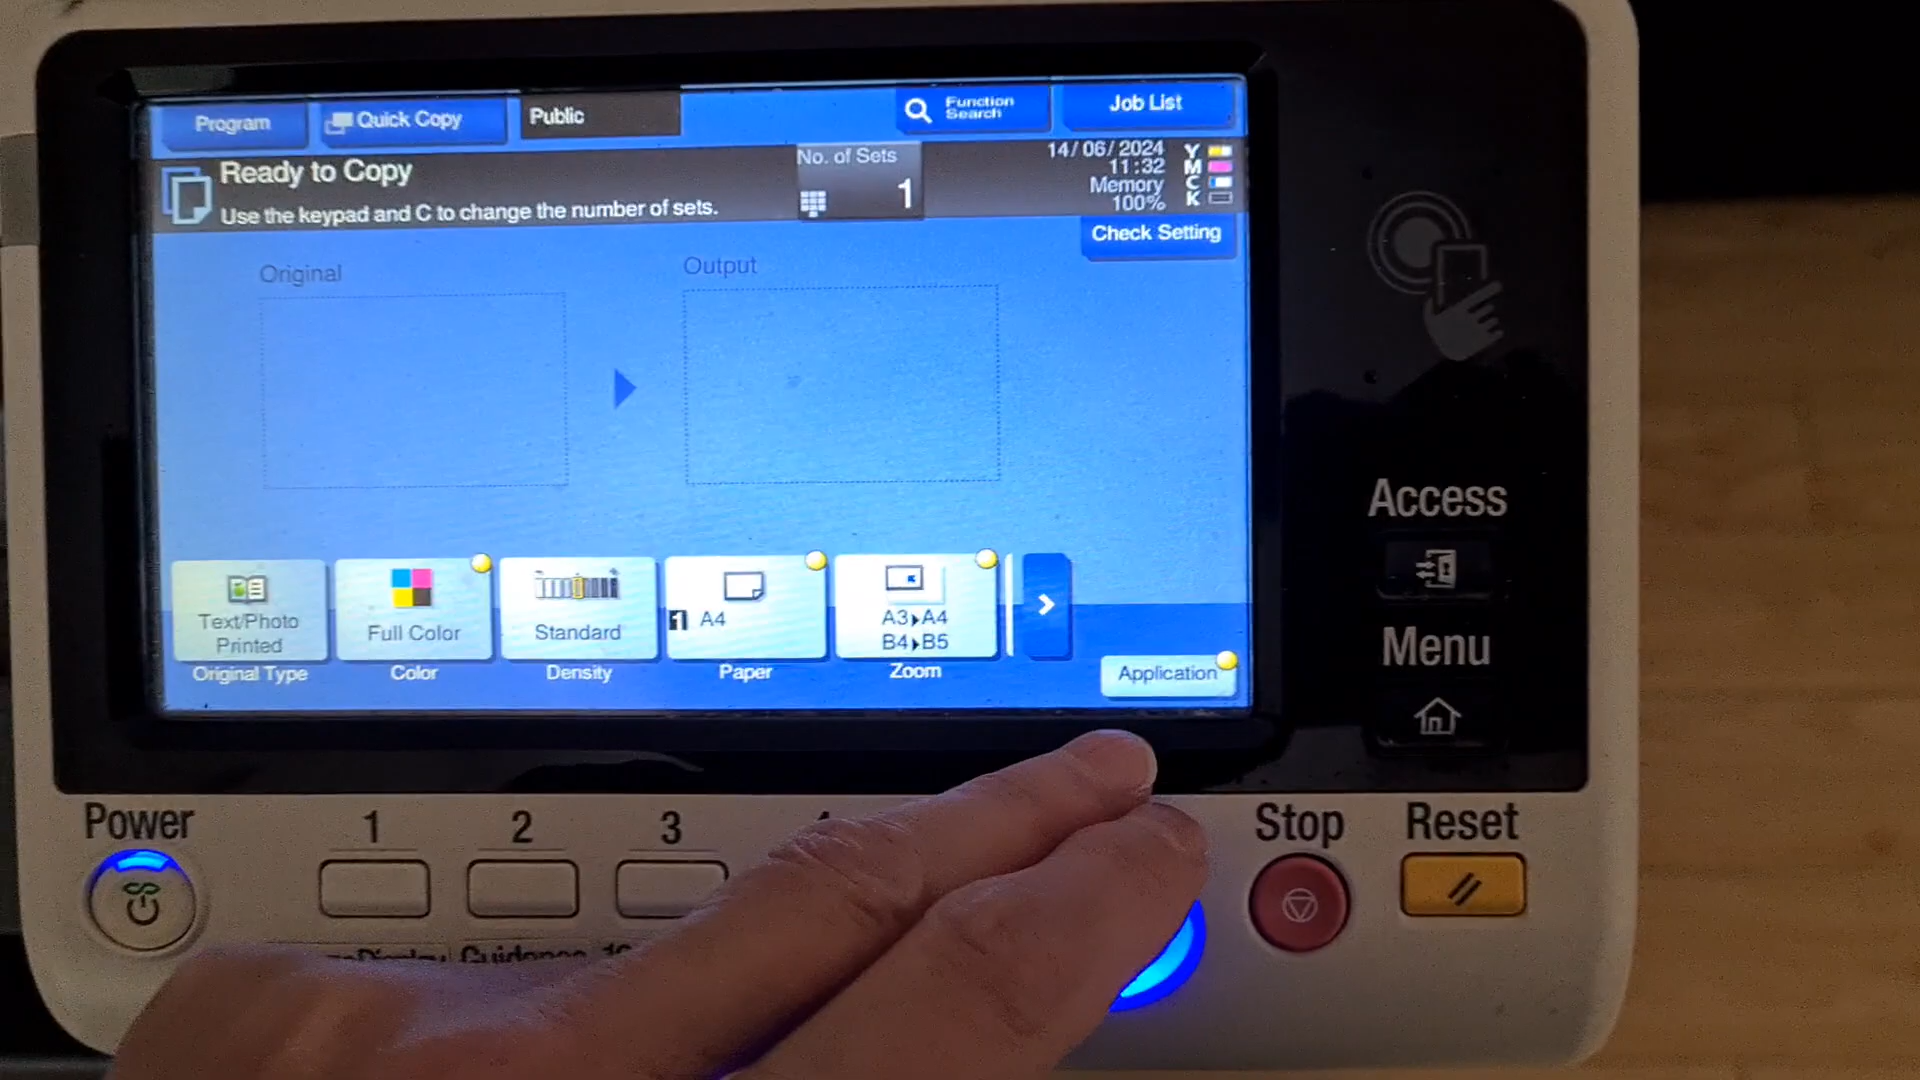 Program
Quick Copy
Public
Function
Search
Job List
Ready to Copy
Use the keypad and C to change the number of sets.
No. of Sets
1
14/06/2024
11:32
Memory
100%
Y
M
C
K
Check Setting
Original
Output
Text/Photo
Printed
Original Type
Full Color
Color
Standard
Density
1 A4
Paper
A3▸A4
B4▸B5
Zoom
Application
Access
Menu
Power
1
2
3
Stop
Reset
Guidance